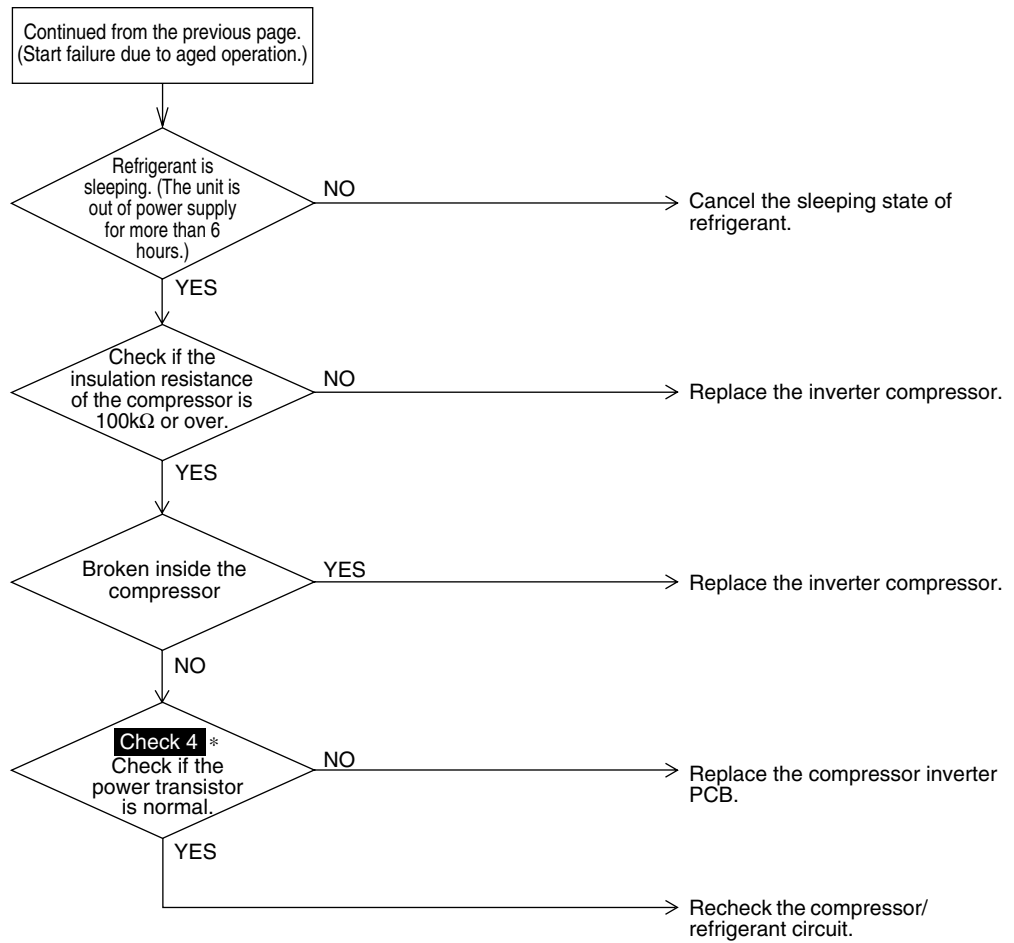 Continued from the previous page.
(Start failure due to aged operation.)
Refrigerant is
sleeping. (The unit is
out of power supply
for more than 6
hours.)
NO
Cancel the sleeping state of
refrigerant.
YES
Check if the
insulation resistance
of the compressor is
100kΩ or over.
NO
Replace the inverter compressor.
YES
Broken inside the
compressor
YES
Replace the inverter compressor.
NO
Check 4 *
Check if the
power transistor
is normal.
NO
Replace the compressor inverter
PCB.
YES
Recheck the compressor/
refrigerant circuit.